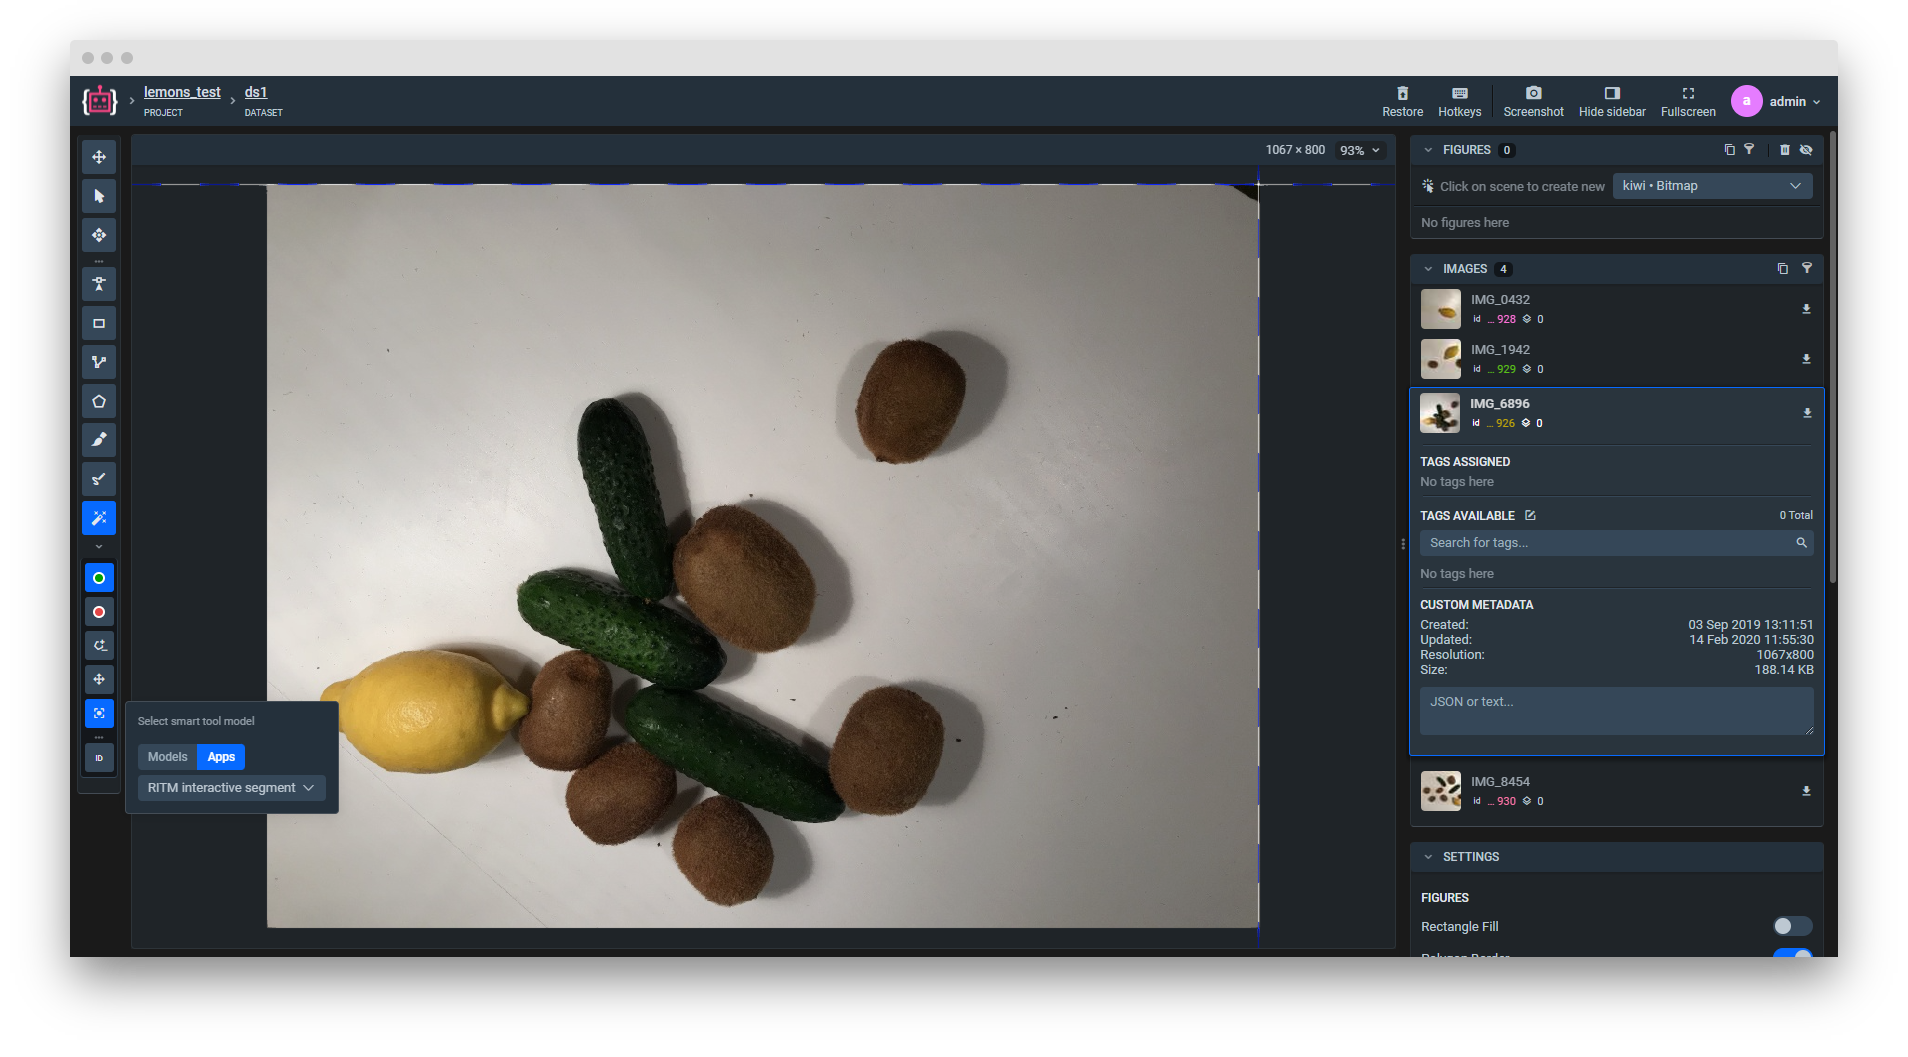 lemons_test
PROJECT
ds1
DATASET
Restore
Hotkeys
Screenshot
Hide sidebar
Fullscreen
a
admin
1067 × 800
93%
FIGURES 0
Click on scene to create new
kiwi • Bitmap
No figures here
IMAGES 4
IMG_0432
id ... 928 0
IMG_1942
id ... 929 0
IMG_6896
id ... 926 0
TAGS ASSIGNED
No tags here
TAGS AVAILABLE
0 Total
Search for tags...
No tags here
CUSTOM METADATA
Created: 03 Sep 2019 13:11:51
Updated: 14 Feb 2020 11:55:30
Resolution: 1067x800
Size: 188.14 KB
JSON or text...
IMG_8454
id ... 930 0
SETTINGS
FIGURES
Rectangle Fill
Polygon Border
ID
Select smart tool model
Models
Apps
RITM interactive segment